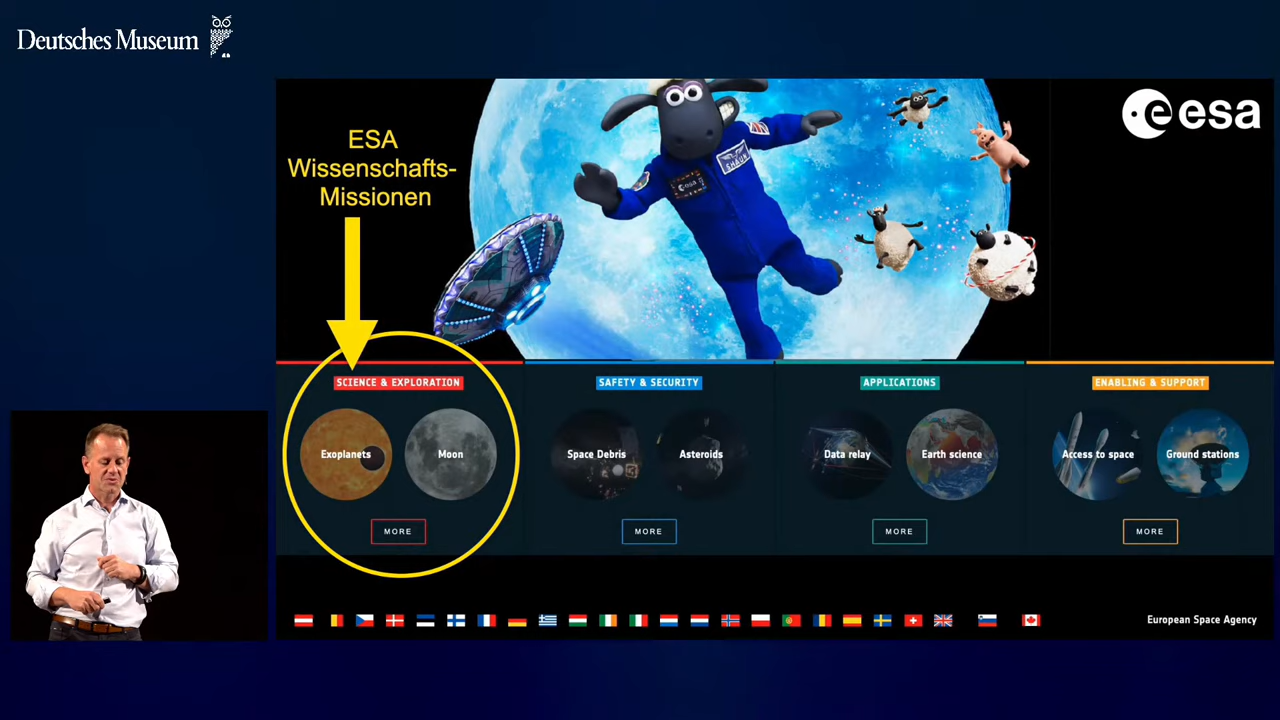 Deutsches Museum
esa
ESA
Wissenschafts-
Missionen
esa
SHAUN
SCIENCE & EXPLORATION
SAFETY & SECURITY
APPLICATIONS
ENABLING & SUPPORT
Exoplanets
Moon
Space Debris
Asteroids
Data relay
Earth science
Access to space
Ground stations
MORE
MORE
MORE
MORE
European Space Agency